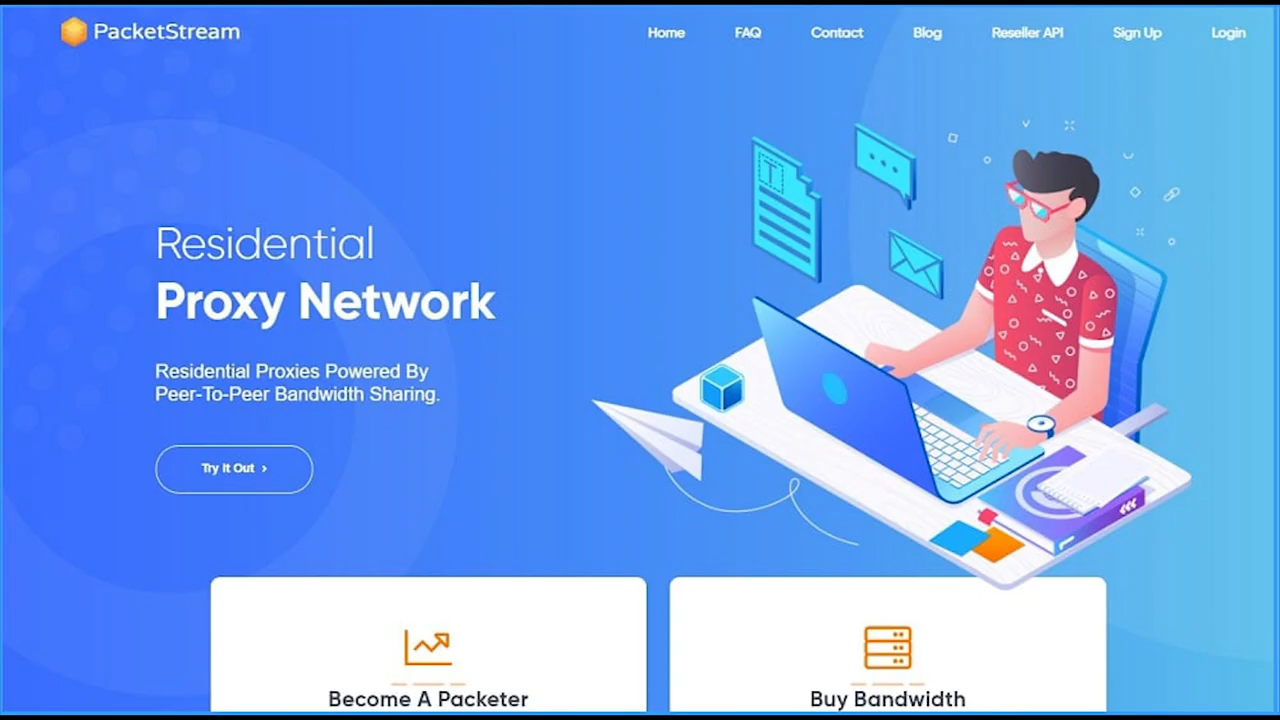 PacketStream
Home FAQ Contact Blog Reseller API Sign Up Login
Residential
Proxy Network
Residential Proxies Powered By
Peer-To-Peer Bandwidth Sharing.
Try It Out ›
T
Become A Packeter
Buy Bandwidth